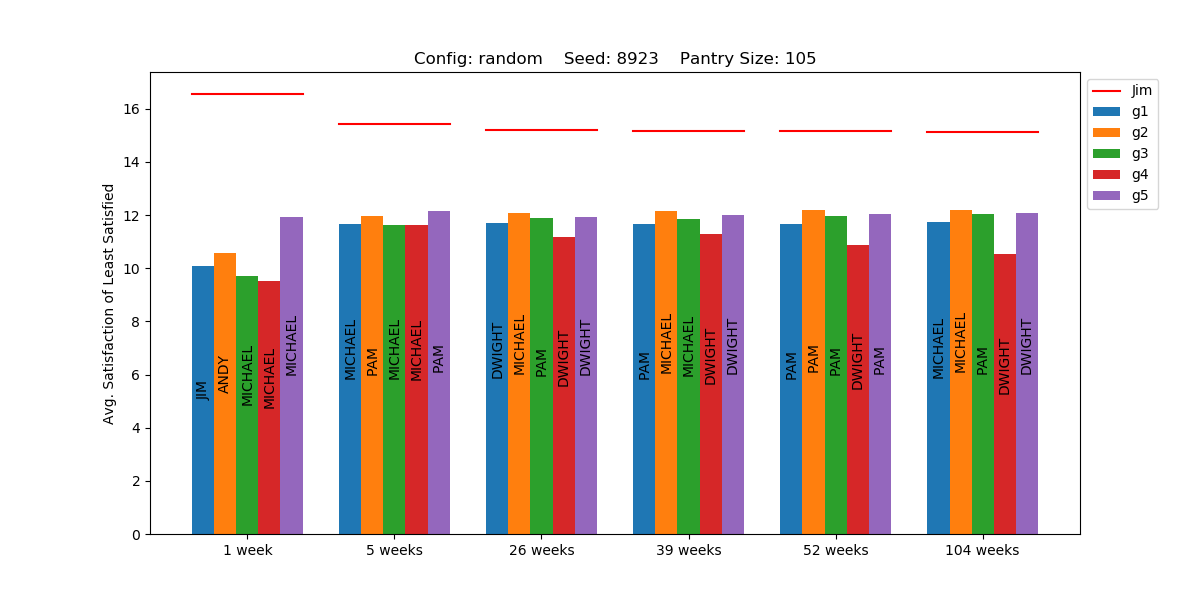 Config: random    Seed: 8923    Pantry Size: 105
Avg. Satisfaction of Least Satisfied
16
14
12
10
8
6
4
2
0
JIM
ANDY
MICHAEL
MICHAEL
MICHAEL
MICHAEL
PAM
MICHAEL
MICHAEL
PAM
DWIGHT
MICHAEL
PAM
DWIGHT
DWIGHT
PAM
MICHAEL
MICHAEL
DWIGHT
DWIGHT
PAM
PAM
PAM
DWIGHT
PAM
MICHAEL
MICHAEL
PAM
DWIGHT
DWIGHT
1 week
5 weeks
26 weeks
39 weeks
52 weeks
104 weeks
Jim
g1
g2
g3
g4
g5